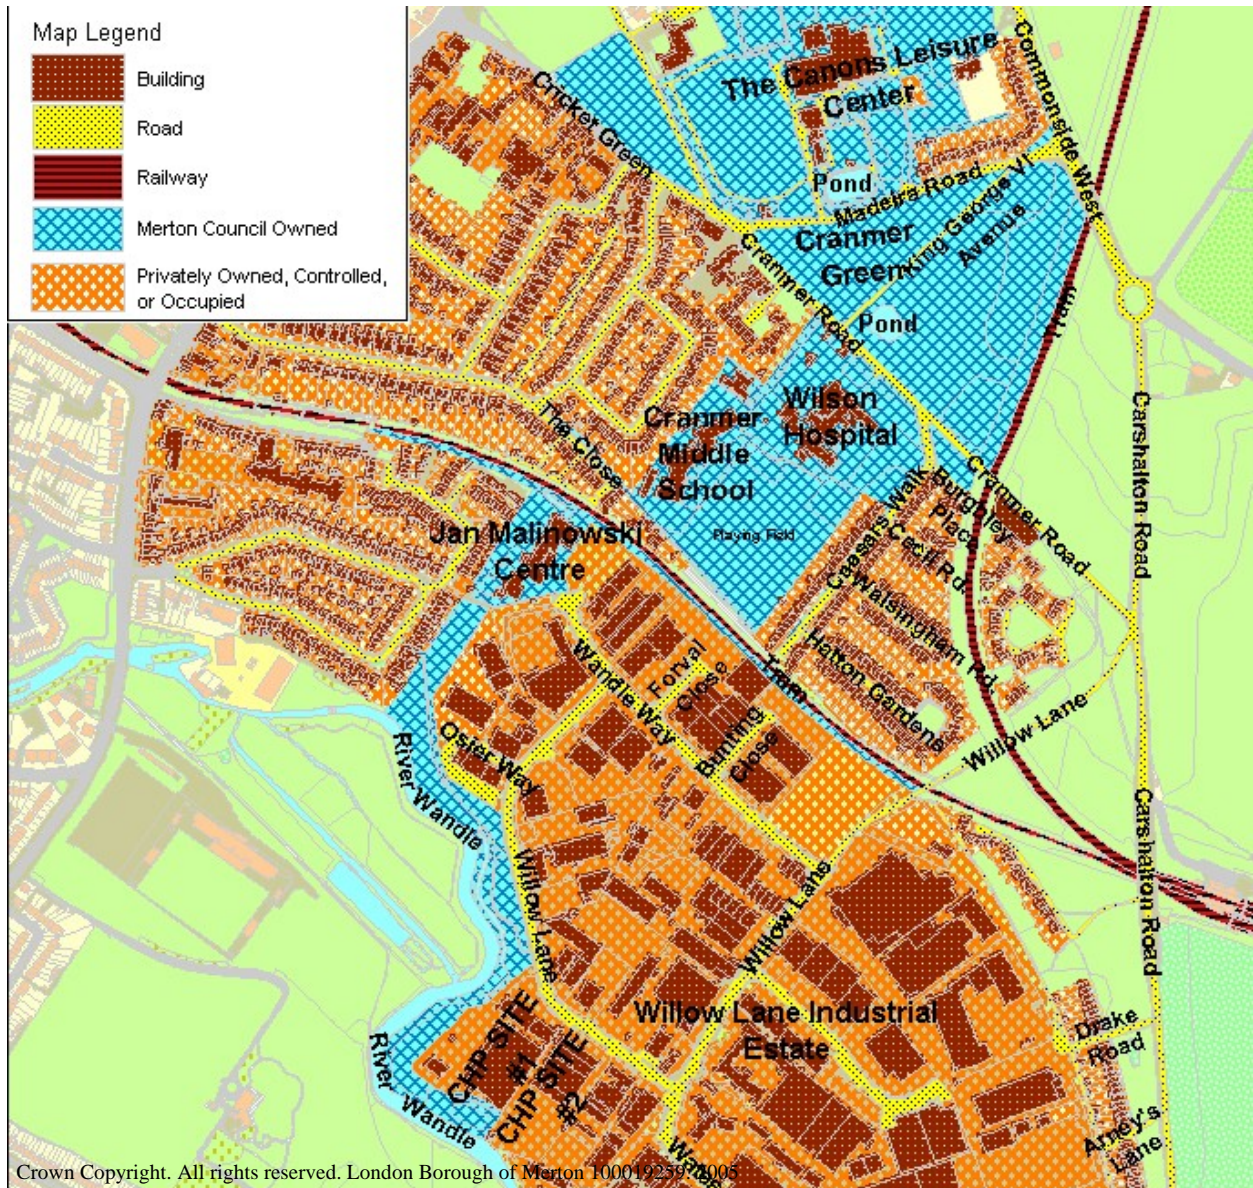 Map Legend
Building
Road
Railway
Merton Council Owned
Privately Owned, Controlled,
or Occupied
Cricket Green
The Canons Leisure
Center
Commonside West
Pond
Madeira Road
King George VI
Avenue
Cranmer
Green
Cranmer Road
Pond
Tram
Wilson
Hospital
Cranmer
Middle
School
The Close
Playing Field
Carshalton Road
Jan Malinowski
Centre
Ceasars Walk
Burghley
Place
Cranmer Road
Cecil Rd.
Walsingham Rd.
Hatton Gardens
Willow Lane
Tram
Forval
Close
Wandle Way
Bunting
Close
Osier Way
River Wandle
Willow Lane
Willow Lane
Carshalton Road
Willow Lane Industrial
Estate
CHP SITE
#1
CHP SITE
#2
River Wandle
Drake
Road
Arney's
Lane
Crown Copyright. All rights reserved. London Borough of Merton 100019259. 2005